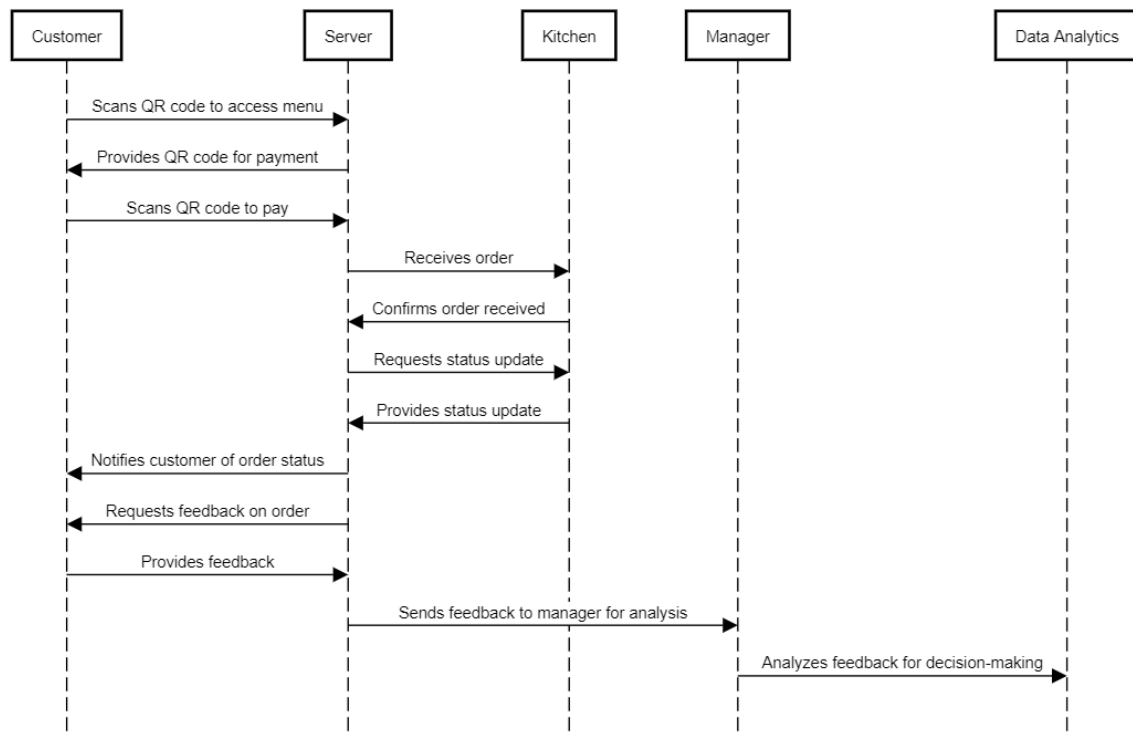 Customer
Server
Kitchen
Manager
Data Analytics
Scans QR code to access menu
Provides QR code for payment
Scans QR code to pay
Receives order
Confirms order received
Requests status update
Provides status update
Notifies customer of order status
Requests feedback on order
Provides feedback
Sends feedback to manager for analysis
Analyzes feedback for decision-making